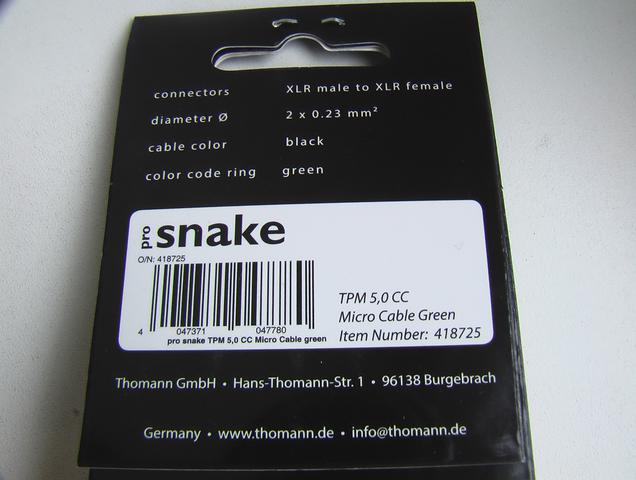 connectors XLR male to XLR female
diameter Ø 2 x 0.23 mm²
cable color black
color code ring green
pro snake
O/N: 418725
4 047371 047780
pro snake TPM 5,0 CC Micro Cable green
TPM 5,0 CC
Micro Cable Green
Item Number: 418725
Thomann GmbH • Hans-Thomann-Str. 1 • 96138 Burgebrach
Germany • www.thomann.de • info@thomann.de